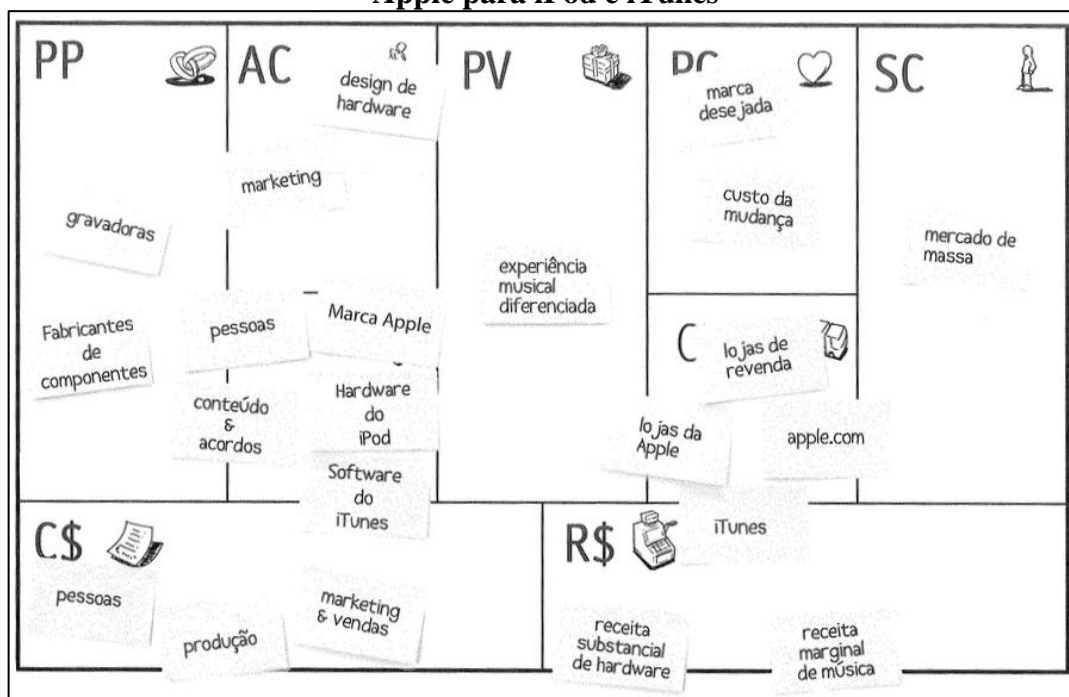 Apple para iPod e iTunes
PP
gravadoras
Fabricantes
de
componentes
AC
design de
hardware
marketing
pessoas
Marca Apple
conteúdo
&
acordos
Hardware
do
iPod
Software
do
iTunes
PV
experiência
musical
diferenciada
marca
desejada
custo da
mudança
C
lojas de
revenda
lojas da
Apple
apple.com
iTunes
SC
mercado de
massa
C$
pessoas
produção
marketing
& vendas
R$
receita
substancial
de hardware
receita
marginal
de música